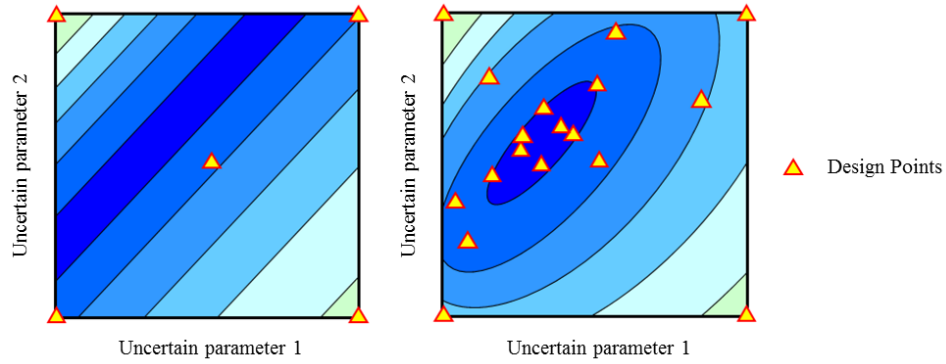 Uncertain parameter 2
Uncertain parameter 1
Uncertain parameter 2
Uncertain parameter 1
Design Points